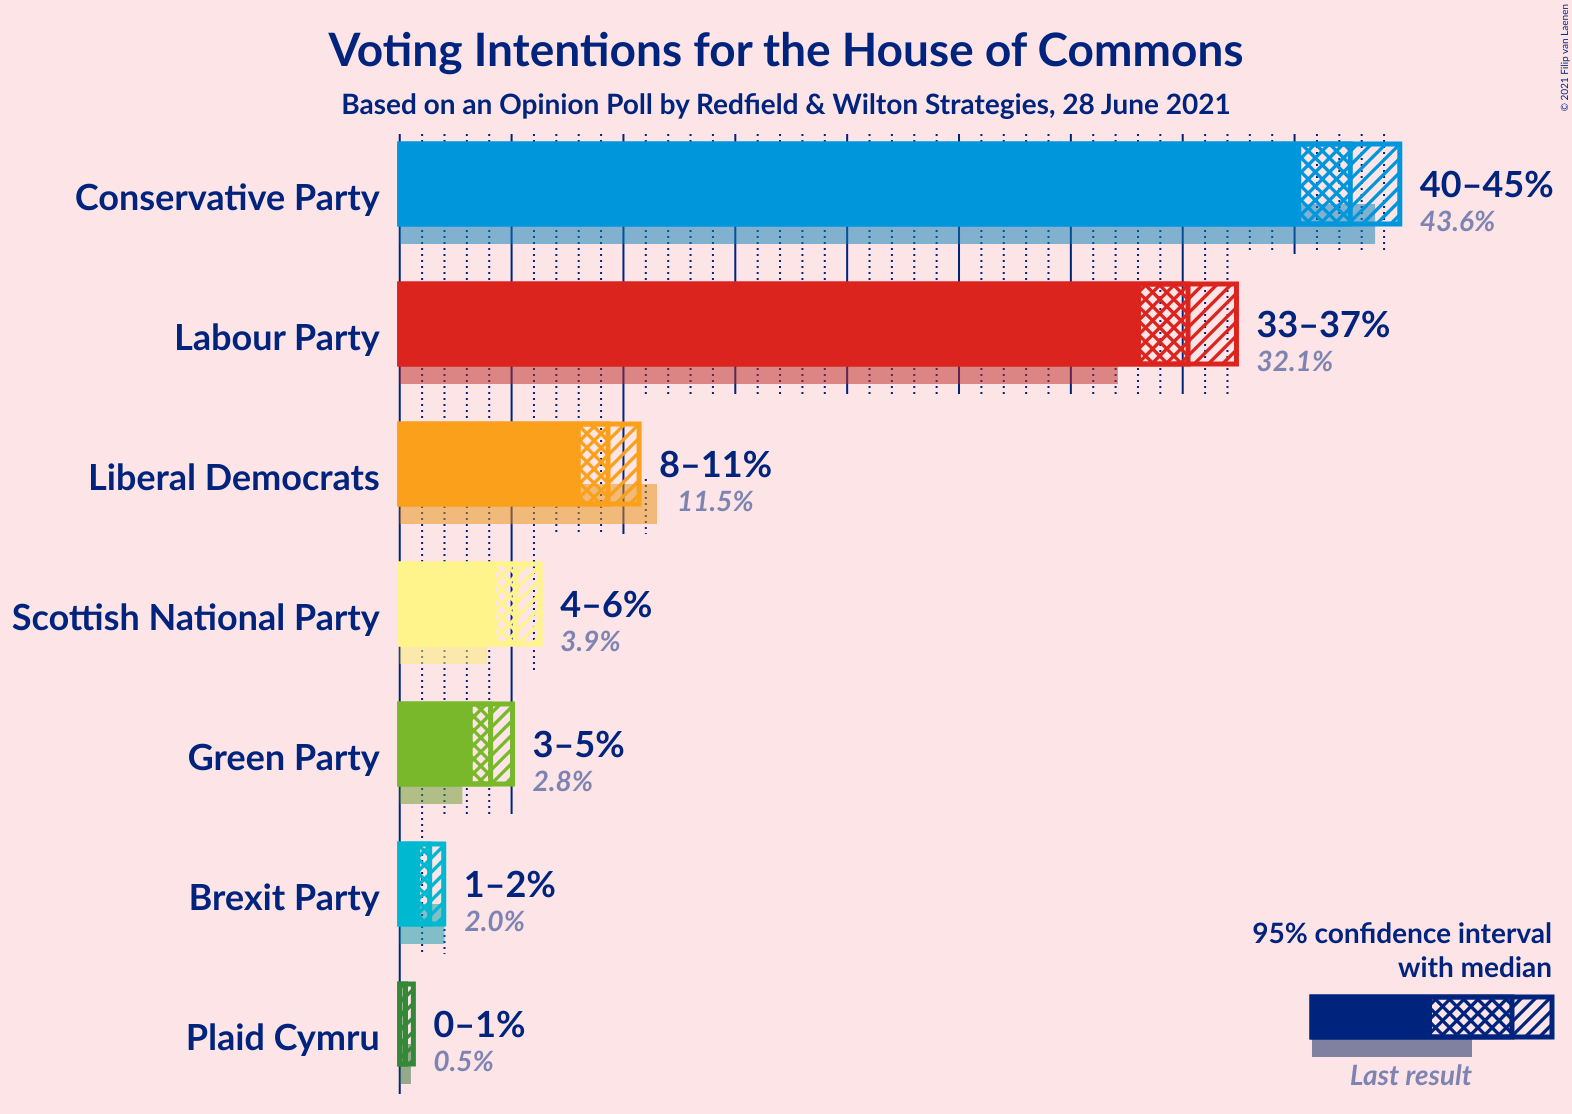 Voting Intentions for the House of Commons
Based on an Opinion Poll by Redfield & Wilton Strategies, 28 June 2021
© 2021 Filip van Laenen
Conservative Party
40–45%
43.6%
Labour Party
33–37%
32.1%
Liberal Democrats
8–11%
11.5%
Scottish National Party
4–6%
3.9%
Green Party
3–5%
2.8%
Brexit Party
1–2%
2.0%
Plaid Cymru
0–1%
0.5%
95% confidence interval
with median
Last result